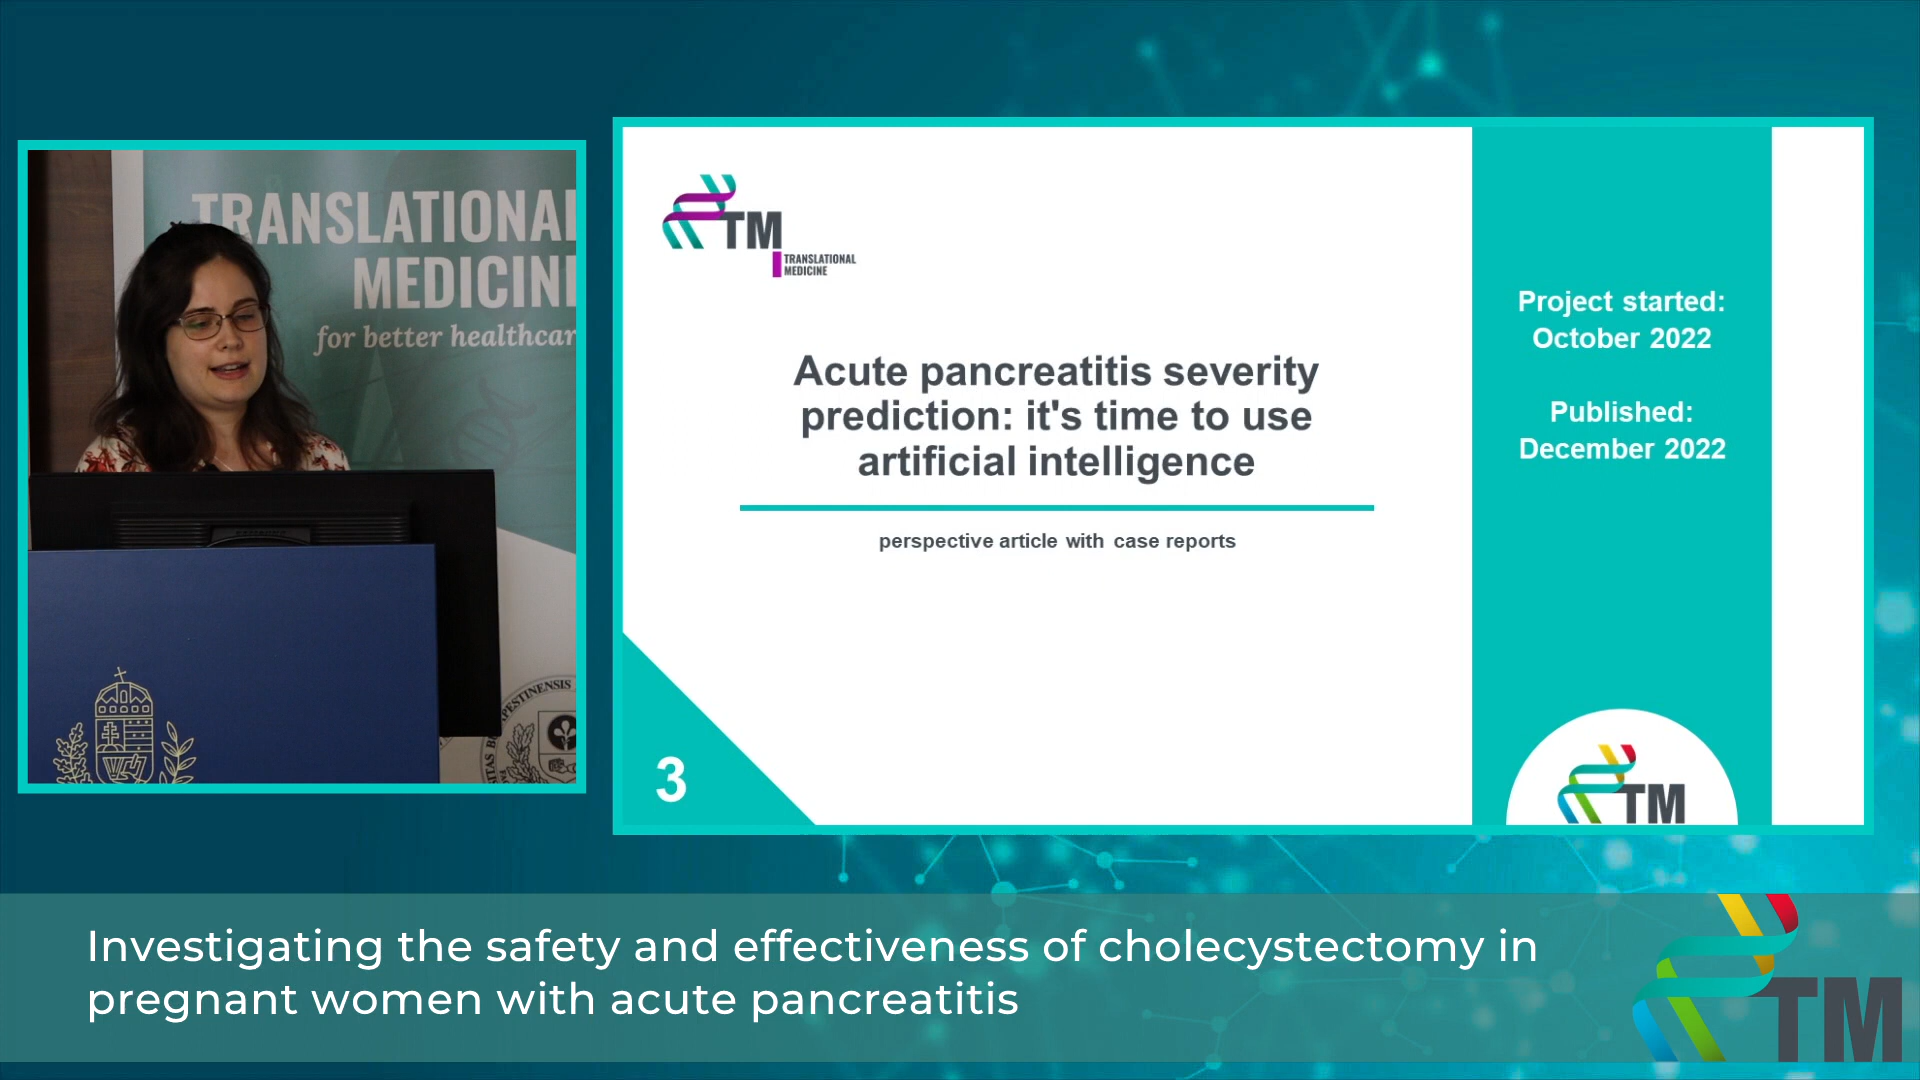 TRANSLATIONAL
MEDICINE
for better healthcar
TM
TRANSLATIONAL
MEDICINE
Acute pancreatitis severity
prediction: it's time to use
artificial intelligence
perspective article with case reports
3
Project started:
October 2022
Published:
December 2022
TM
Investigating the safety and effectiveness of cholecystectomy in
pregnant women with acute pancreatitis
TM